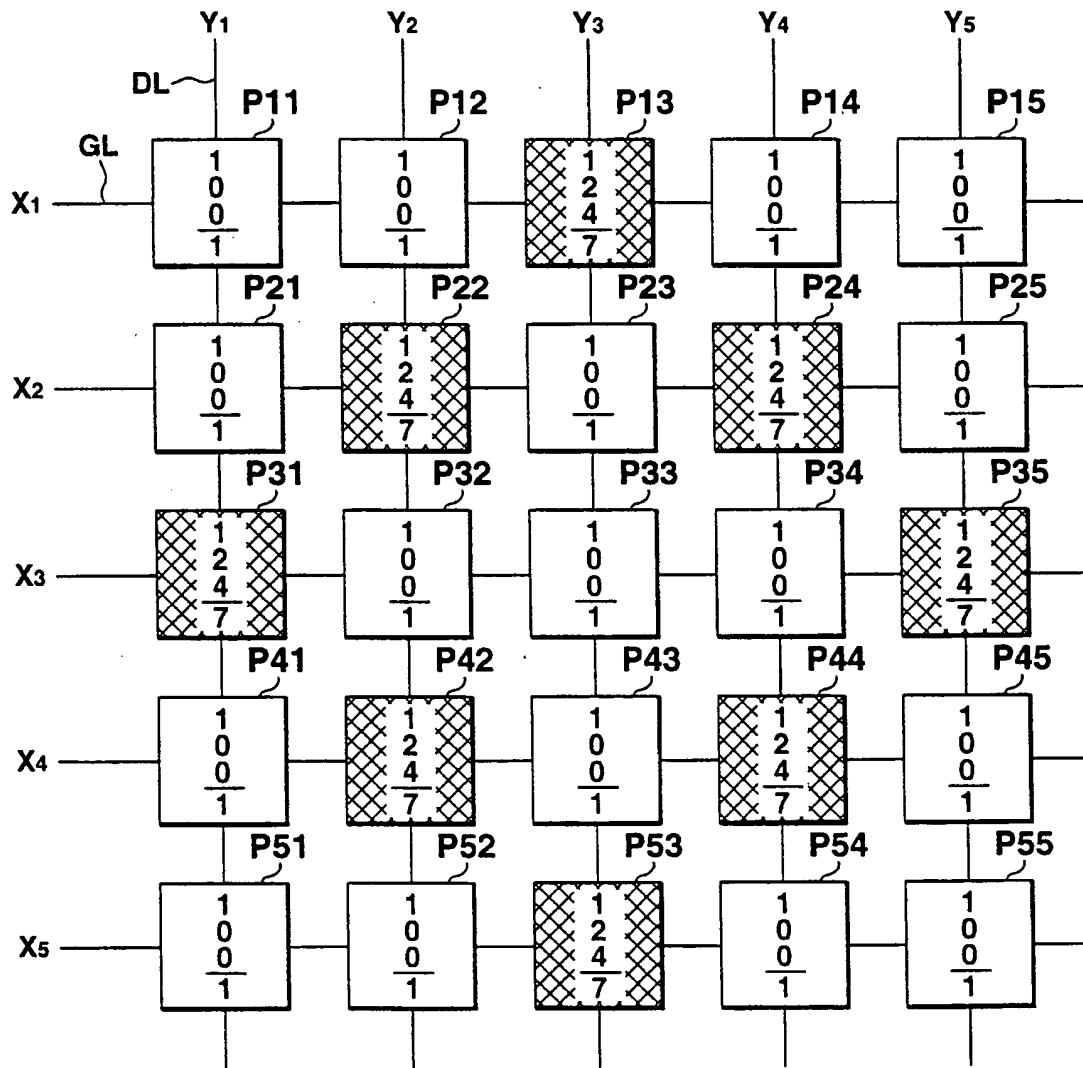 Y1 Y2 Y3 Y4 Y5
DL
P11 P12 P13 P14 P15
GL
X1
1 1 1 1 1
0 0 2 0 0
0 0 4 0 0
1 1 7 1 1
P21 P22 P23 P24 P25
X2
1 1 1 1 1
0 2 0 2 0
0 4 0 4 0
1 7 1 7 1
P31 P32 P33 P34 P35
X3
1 1 1 1 1
2 0 0 0 2
4 0 0 0 4
7 1 1 1 7
P41 P42 P43 P44 P45
X4
1 1 1 1 1
0 2 0 2 0
0 4 0 4 0
1 7 1 7 1
P51 P52 P53 P54 P55
X5
1 1 1 1 1
0 0 2 0 0
0 0 4 0 0
1 1 7 1 1